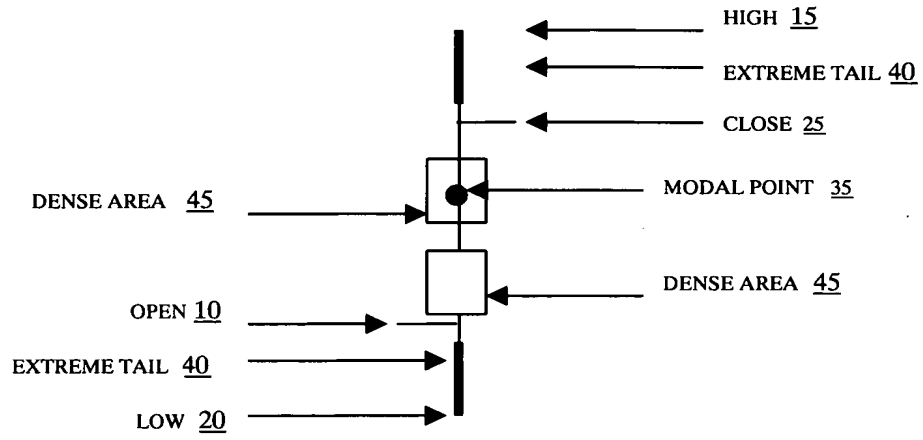 HIGH 15
EXTREME TAIL 40
CLOSE 25
MODAL POINT 35
DENSE AREA 45
DENSE AREA 45
OPEN 10
EXTREME TAIL 40
LOW 20